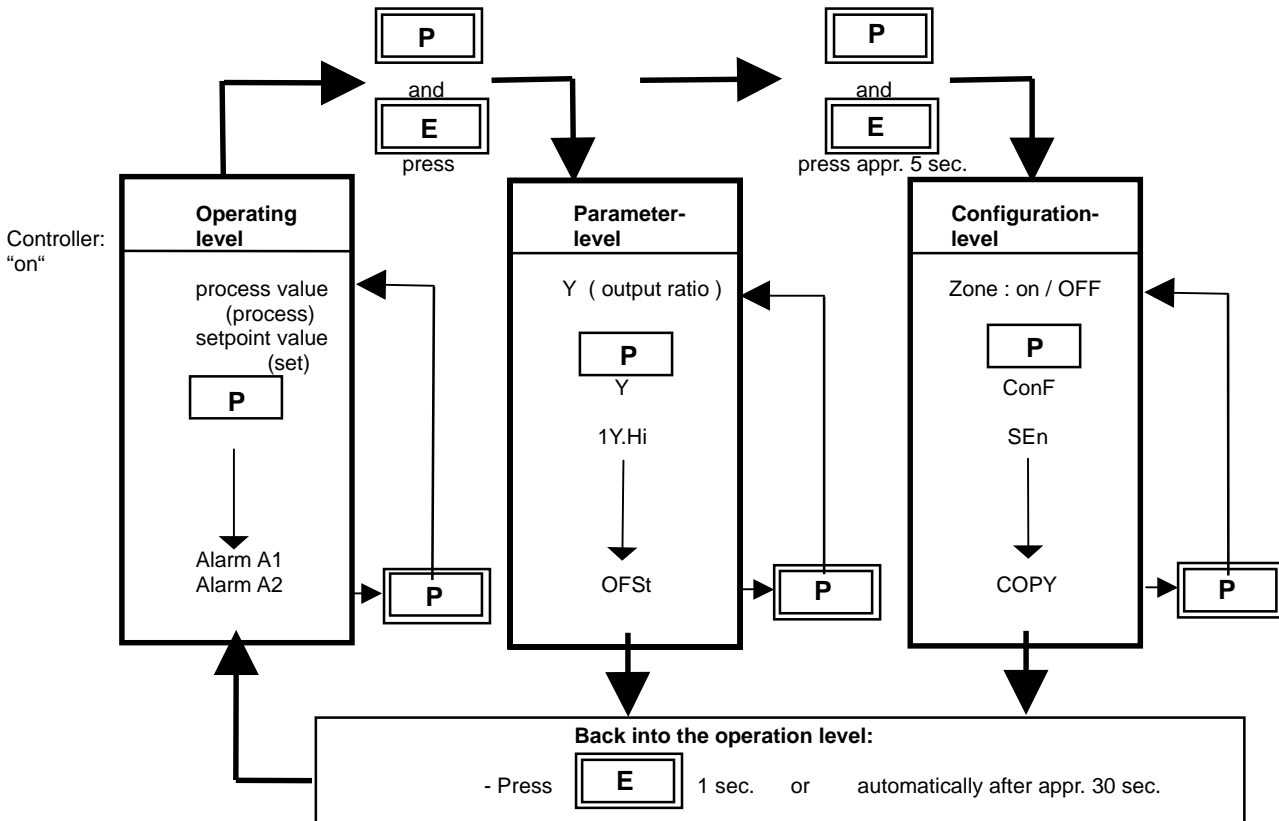 P
and
E
press
P
and
E
press appr. 5 sec.
Controller:
“on“
Operating
level
process value
(process)
setpoint value
(set)
P
Alarm A1
Alarm A2
P
Parameter-
level
Y ( output ratio )
P
Y
1Y.Hi
OFSt
P
Configuration-
level
Zone : on / OFF
P
ConF
SEn
COPY
P
Back into the operation level:
- Press E 1 sec. or automatically after appr. 30 sec.